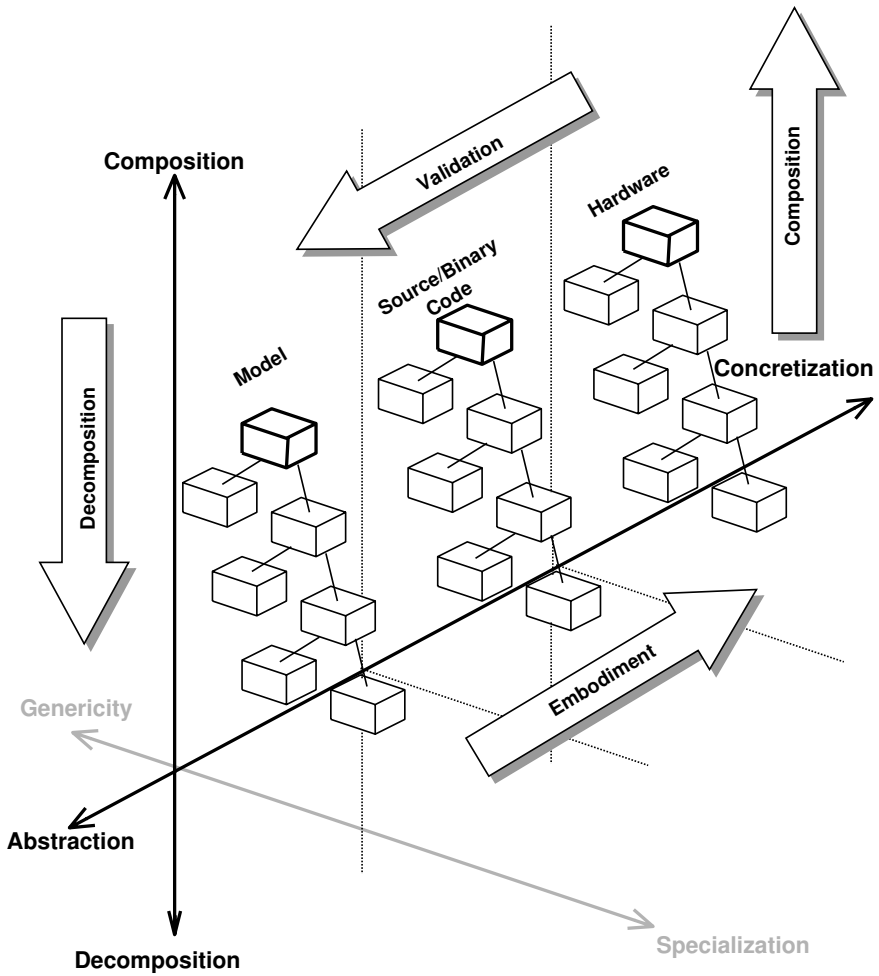 Composition
Validation
Composition
Hardware
Source/Binary
Code
Model
Concretization
Decomposition
Embodiment
Genericity
Abstraction
Decomposition
Specialization